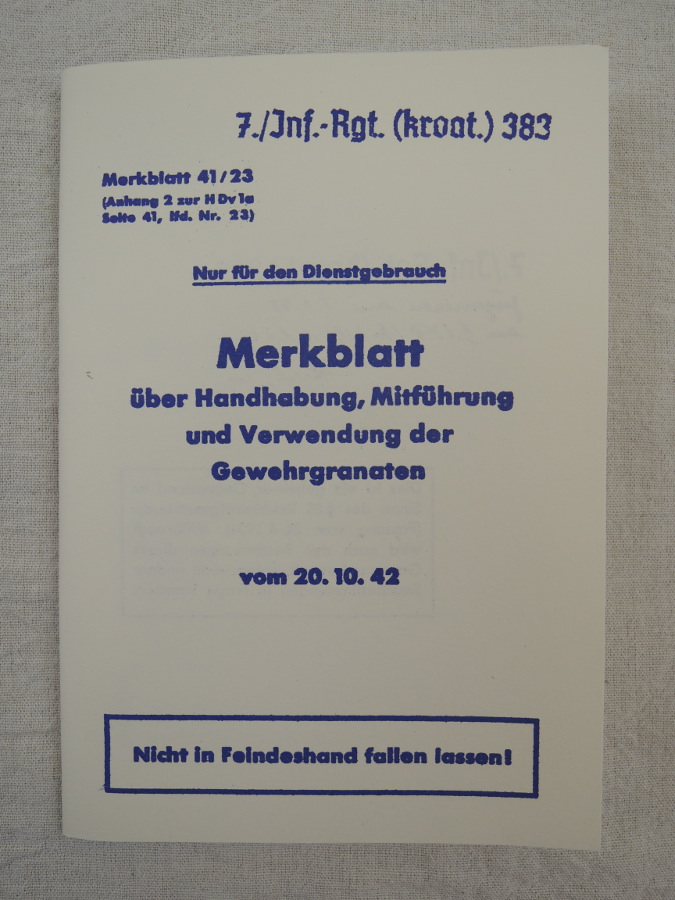 7./Inf.-Rgt. (kroat.) 383
Merkblatt 41/23
(Anhang 2 zur H Dv 1a
Seite 41, lfd. Nr. 23)
Nur für den Dienstgebrauch
Merkblatt
über Handhabung, Mitführung
und Verwendung der
Gewehrgranaten
vom 20. 10. 42
Nicht in Feindeshand fallen lassen!